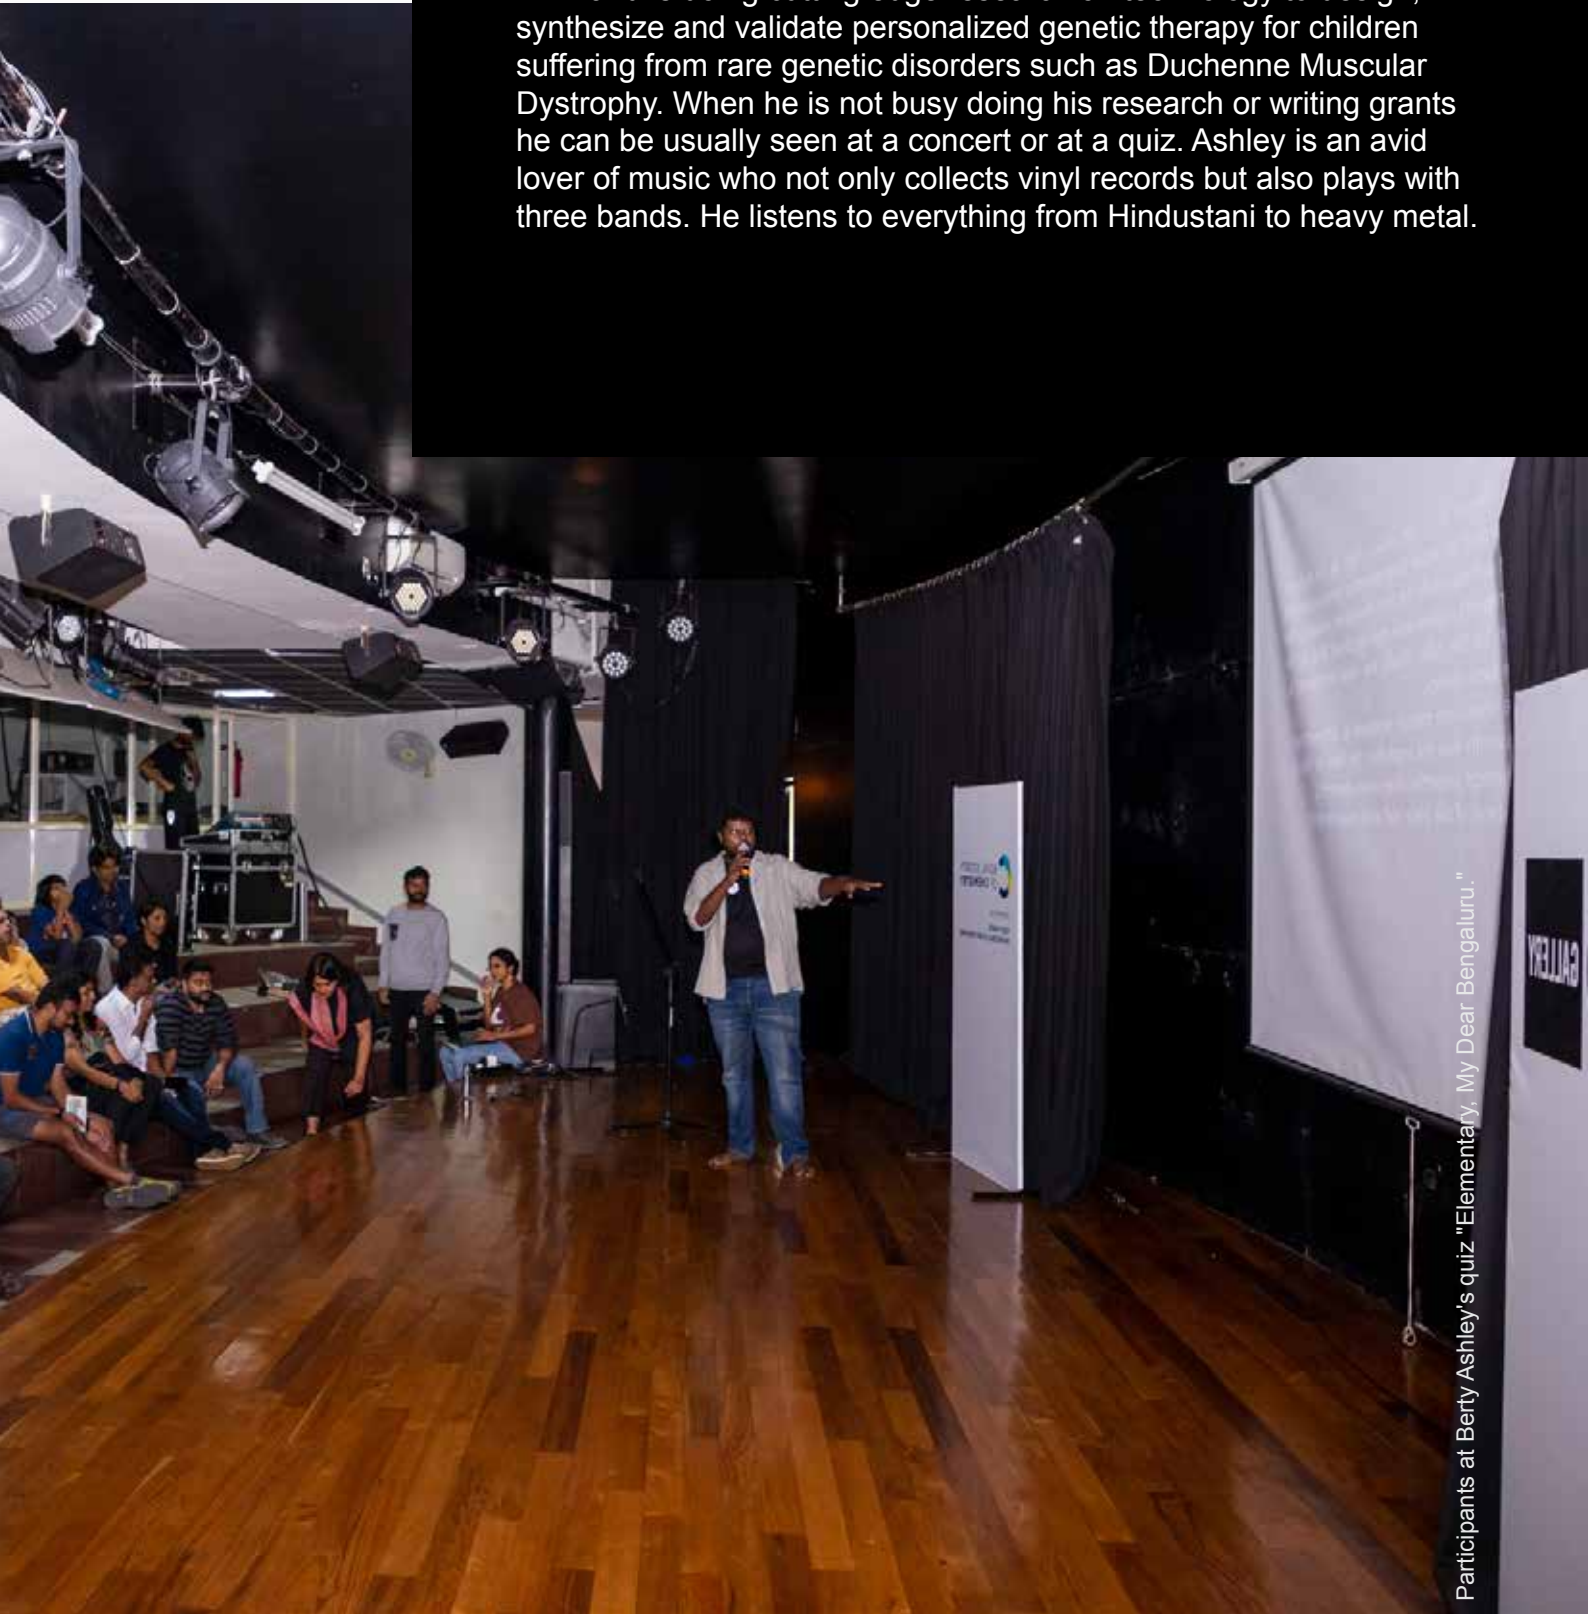 synthesize and validate personalized genetic therapy for children
suffering from rare genetic disorders such as Duchenne Muscular
Dystrophy. When he is not busy doing his research or writing grants
he can be usually seen at a concert or at a quiz. Ashley is an avid
lover of music who not only collects vinyl records but also plays with
three bands. He listens to everything from Hindustani to heavy metal.
GALLERY
Participants at Berty Ashley's quiz "Elementary, My Dear Bengaluru."